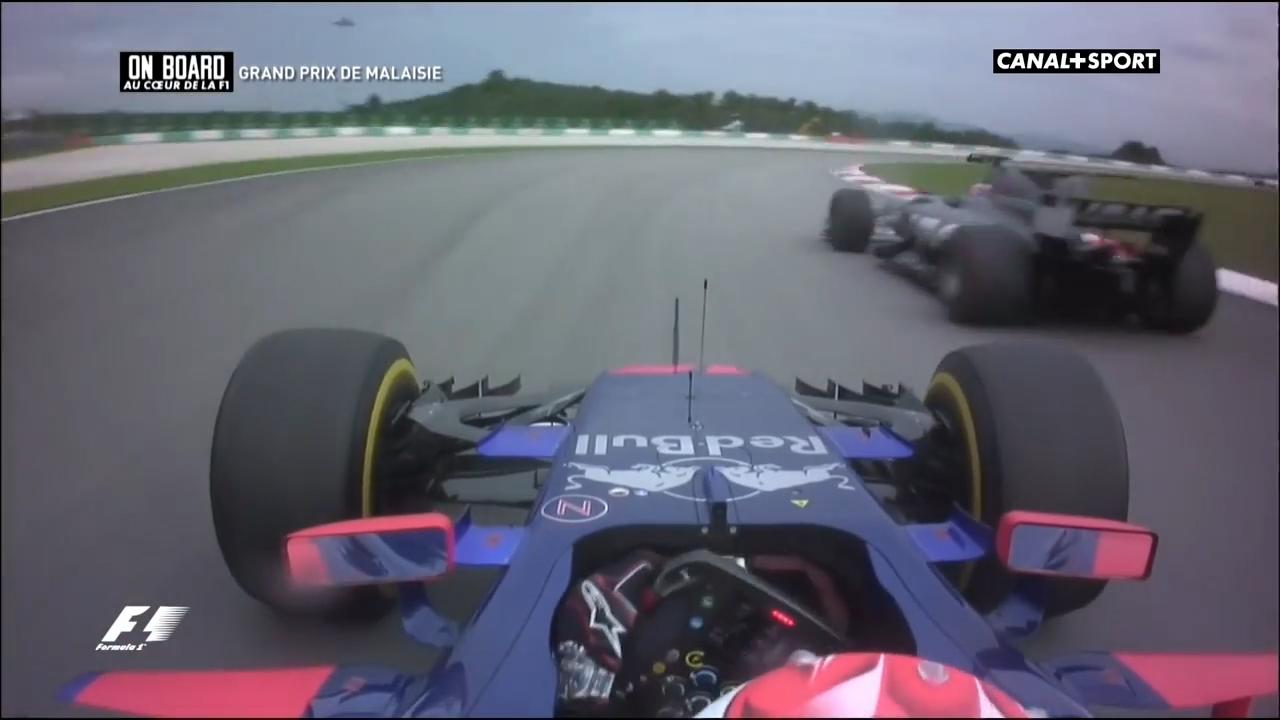 ON BOARD
AU CŒUR DE LA F1
GRAND PRIX DE MALAISIE
CANAL+SPORT
Red Bull
F1
Formula 1